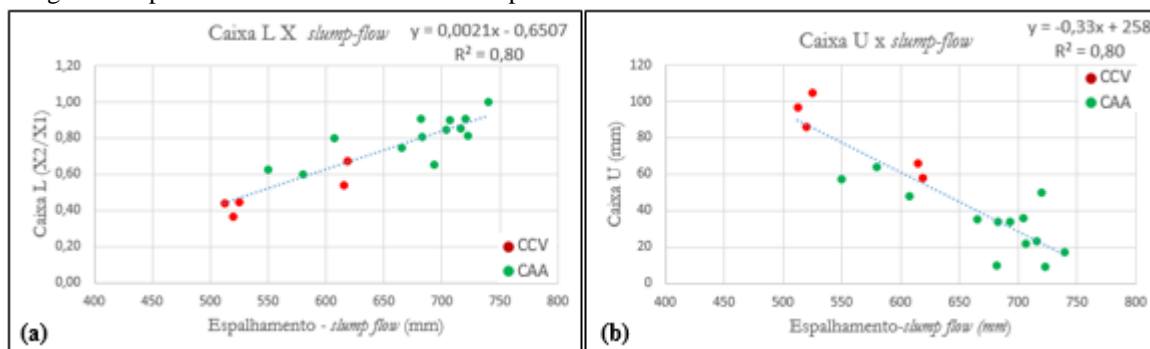 Caixa L X slump-flow
y = 0,0021x - 0,6507
R² = 0,80
1,20
1,00
0,80
0,60
0,40
0,20
0,00
Caixa L (X2/X1)
CCV
CAA
400 450 500 550 600 650 700 750 800
Espalhamento - slump flow (mm)
(a)
Caixa U x slump-flow
y = -0,33x + 258
R² = 0,80
CCV
CAA
120
100
80
60
40
20
0
Caixa U (mm)
400 450 500 550 600 650 700 750 800
Espalhamento-slump flow (mm)
(b)